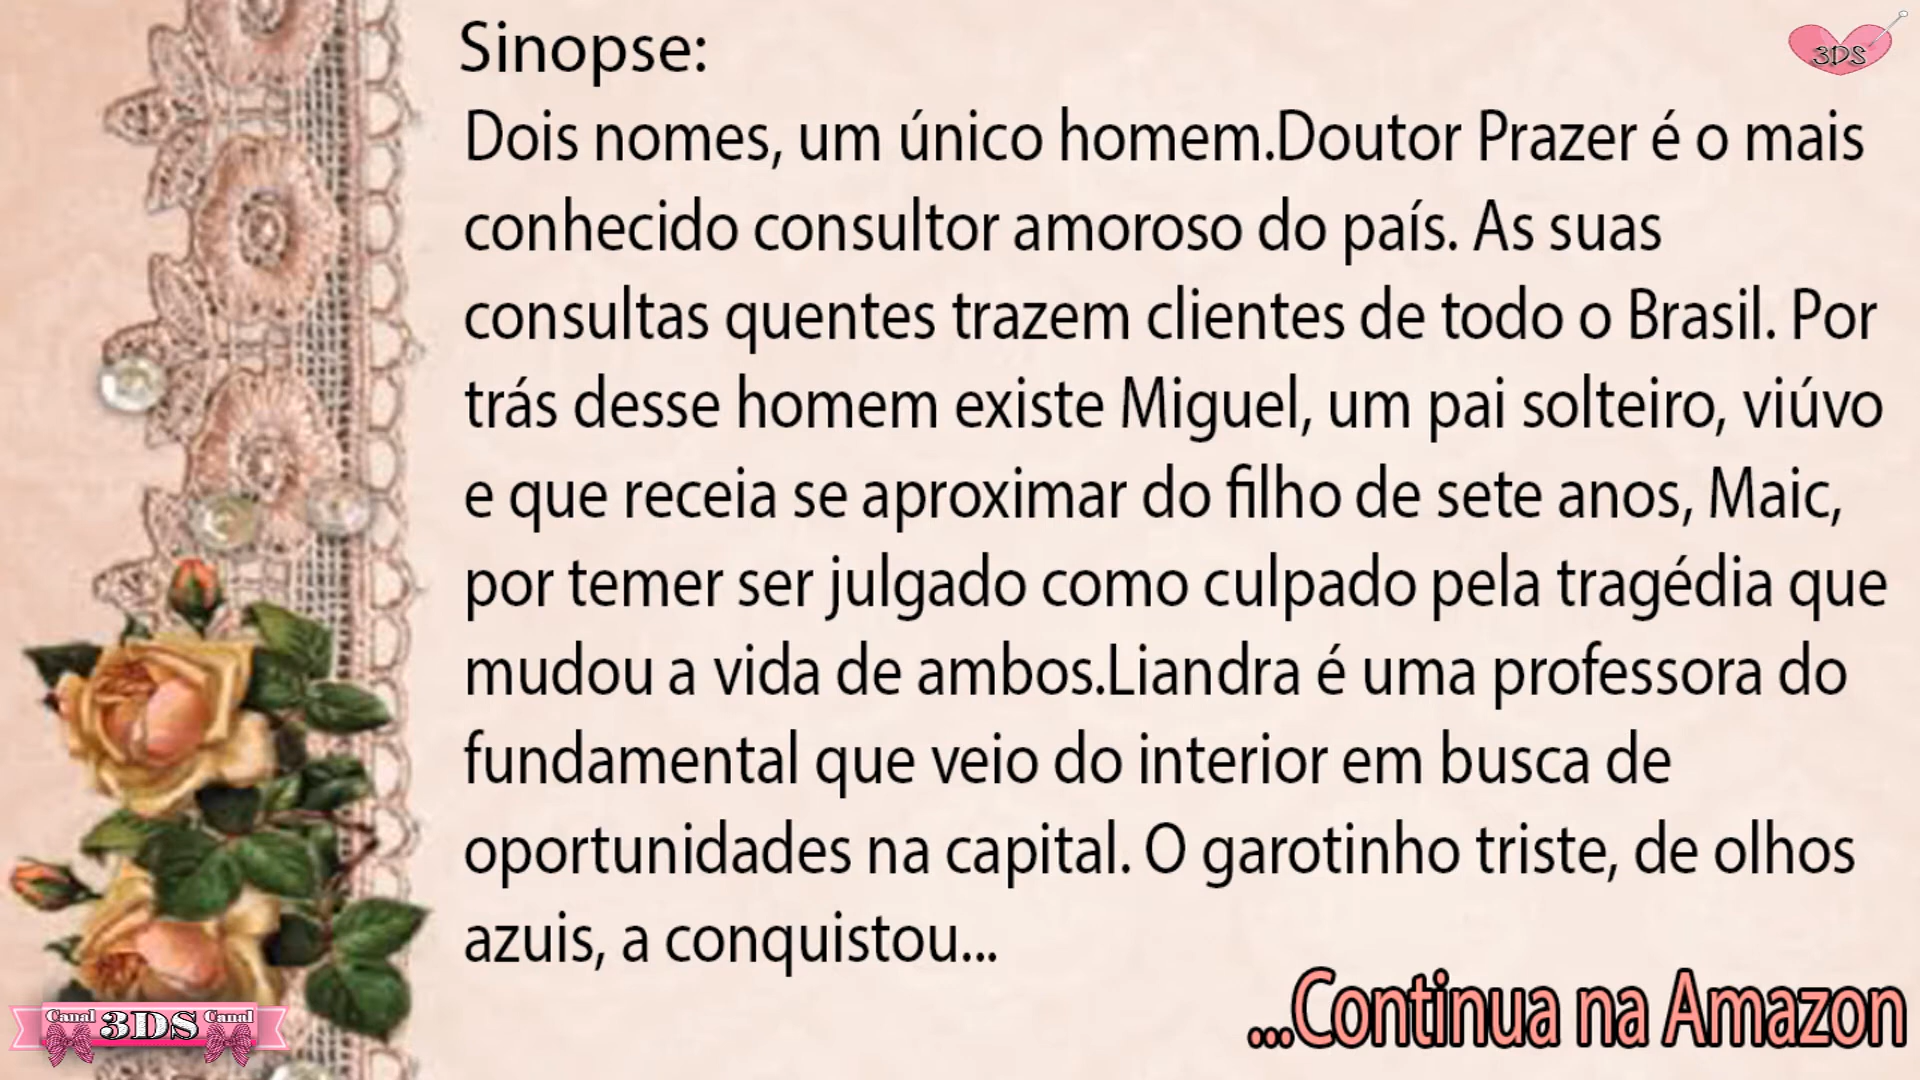 Sinopse:
3DS
Dois nomes, um único homem.Doutor Prazer é o mais
conhecido consultor amoroso do país. As suas
consultas quentes trazem clientes de todo o Brasil. Por
trás desse homem existe Miguel, um pai solteiro, viúvo
e que receia se aproximar do filho de sete anos, Maic,
por temer ser julgado como culpado pela tragédia que
mudou a vida de ambos.Liandra é uma professora do
fundamental que veio do interior em busca de
oportunidades na capital. O garotinho triste, de olhos
azuis, a conquistou...
...Continua na Amazon
Canal 3DS Canal